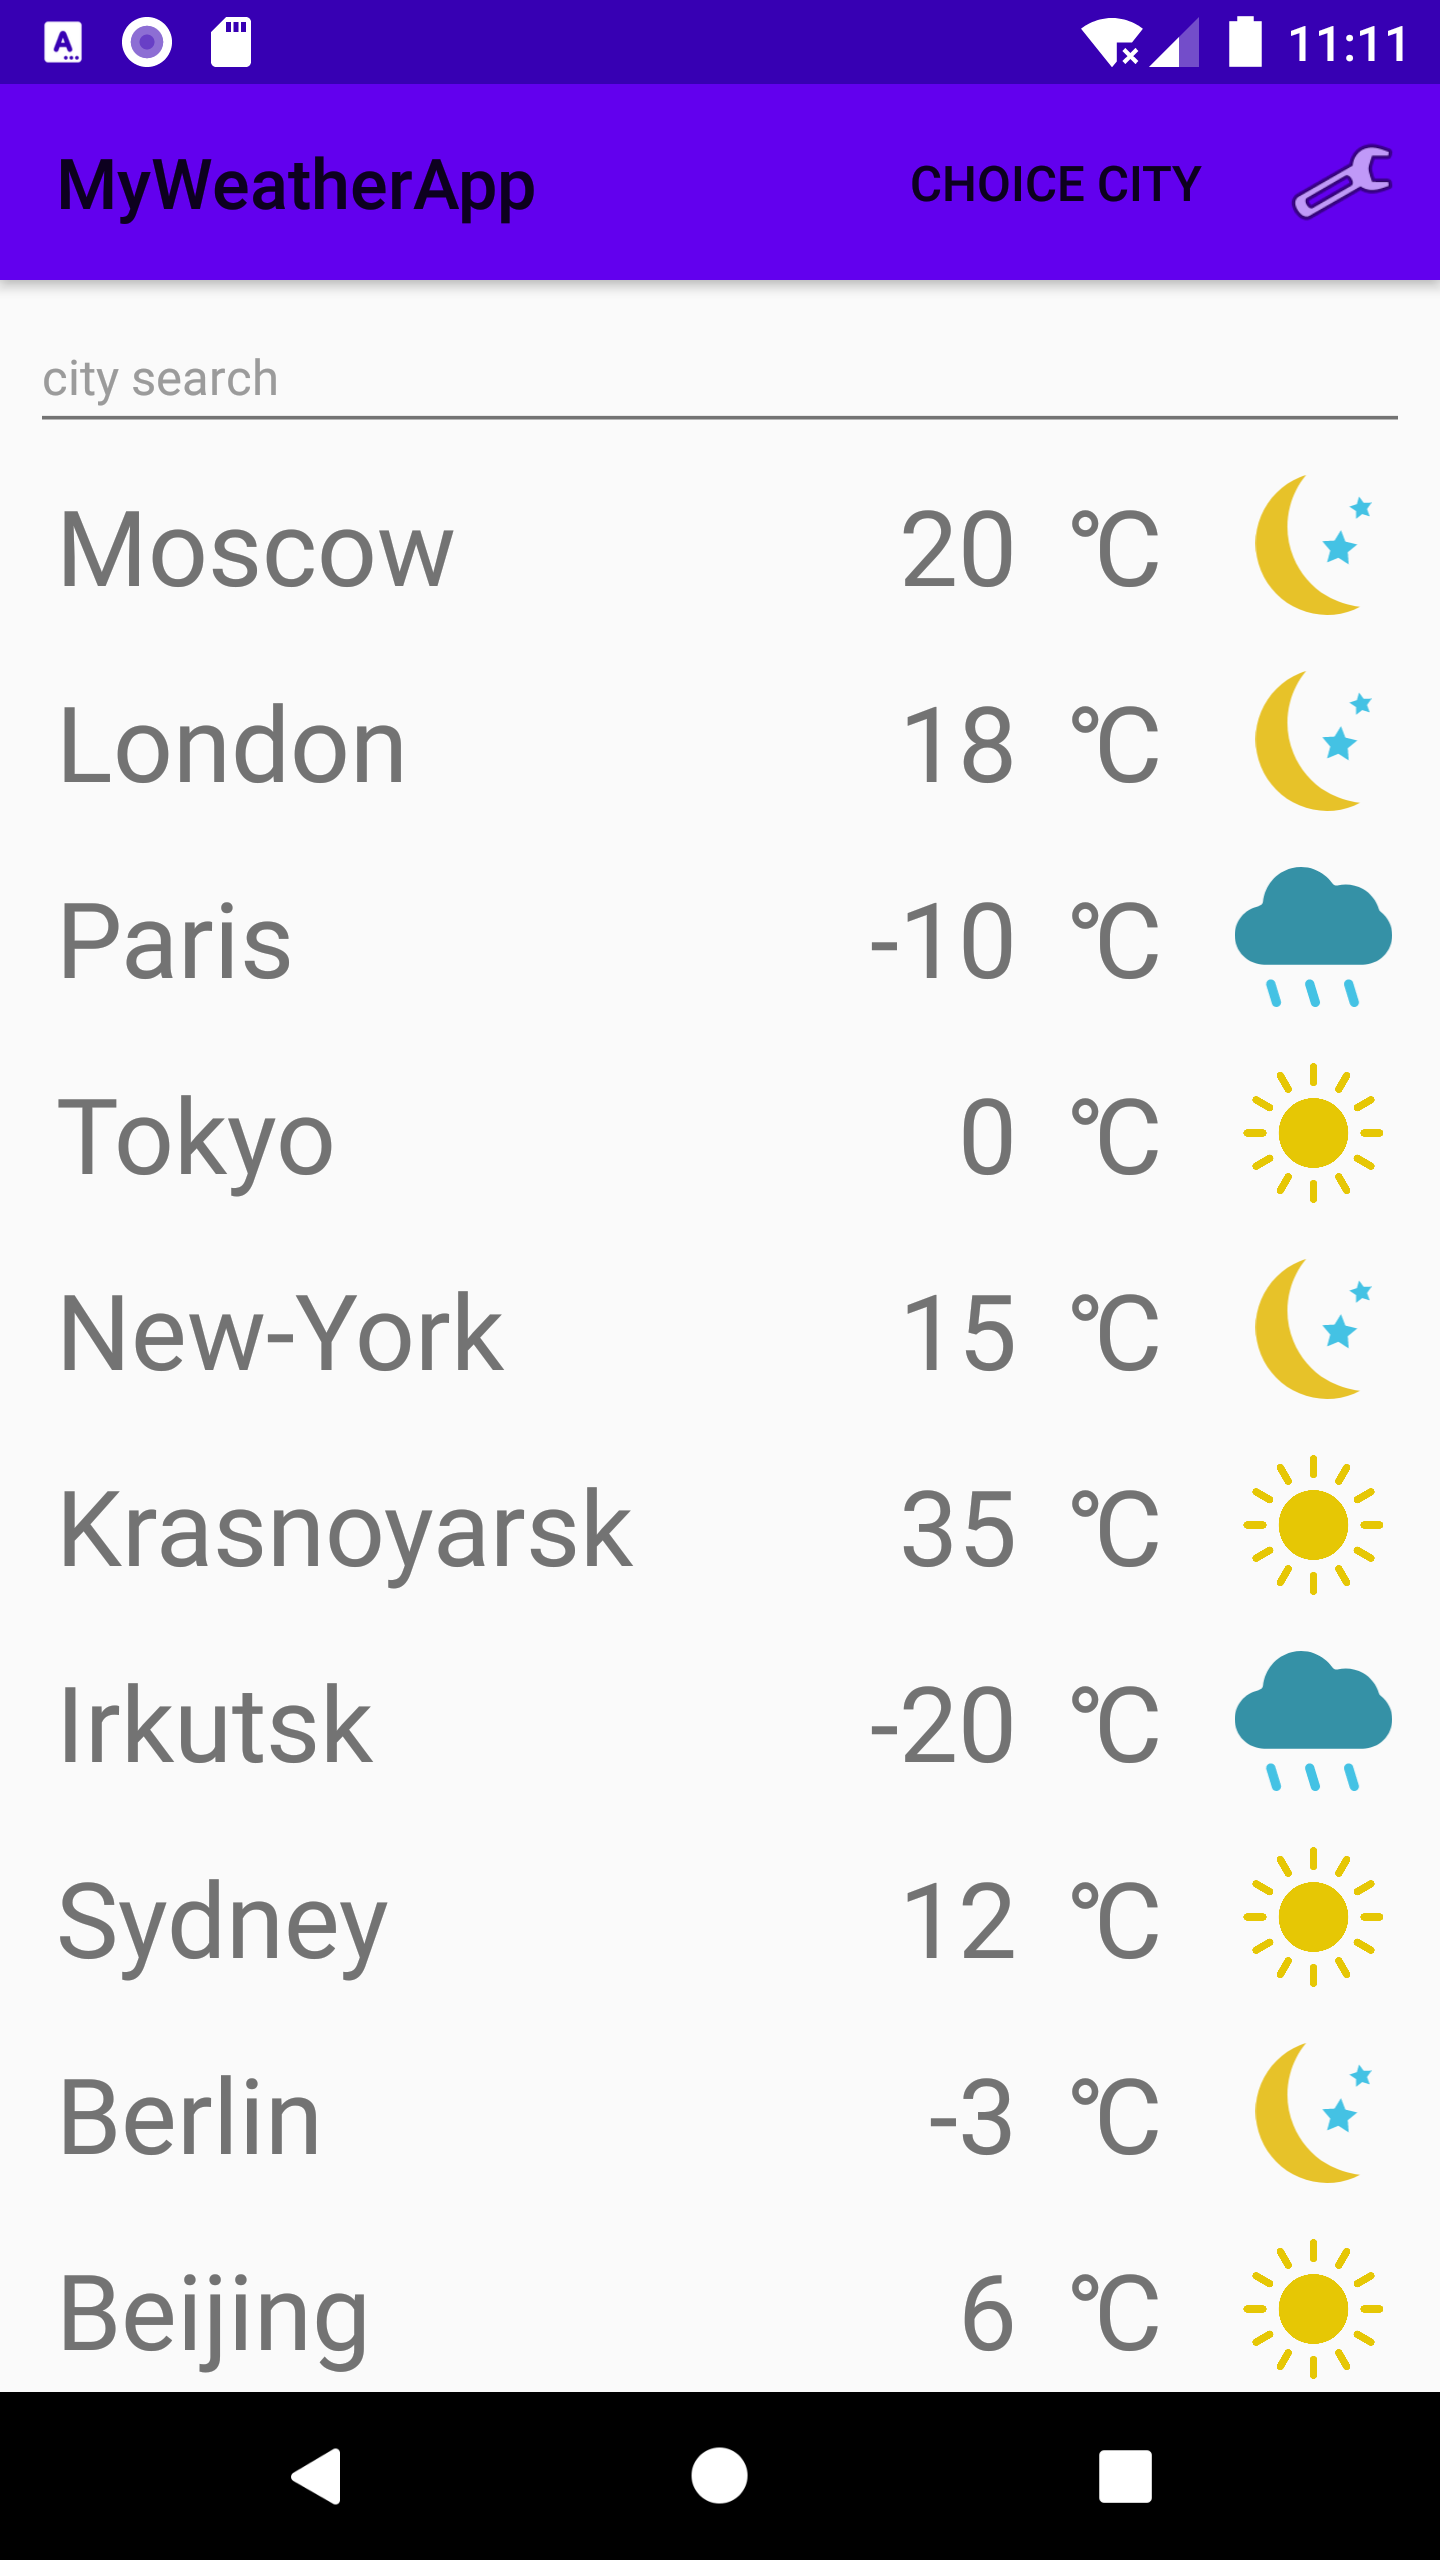 11:11
MyWeatherApp CHOICE CITY
city search
Moscow 20 °C
London 18 °C
Paris -10 °C
Tokyo 0 °C
New-York 15 °C
Krasnoyarsk 35 °C
Irkutsk -20 °C
Sydney 12 °C
Berlin -3 °C
Beijing 6 °C